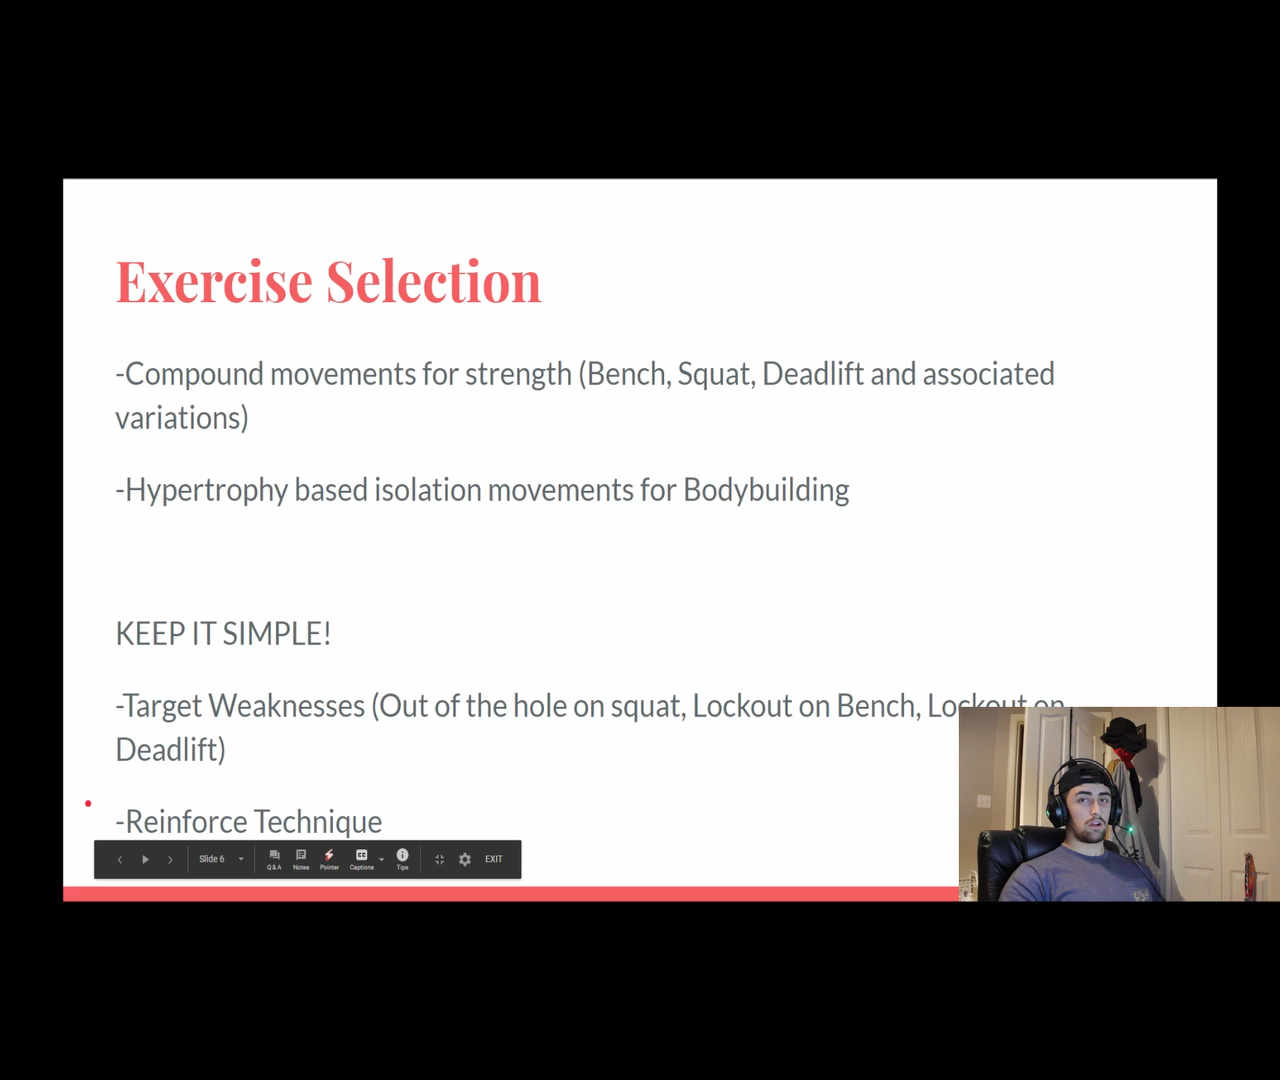 Exercise Selection
-Compound movements for strength (Bench, Squat, Deadlift and associated
variations)
-Hypertrophy based isolation movements for Bodybuilding
KEEP IT SIMPLE!
-Target Weaknesses (Out of the hole on squat, Lockout on Bench, Lockout on
Deadlift)
-Reinforce Technique
Slide 6
Q&A
Notes
Pointer
CC
Captions
Tips
EXIT